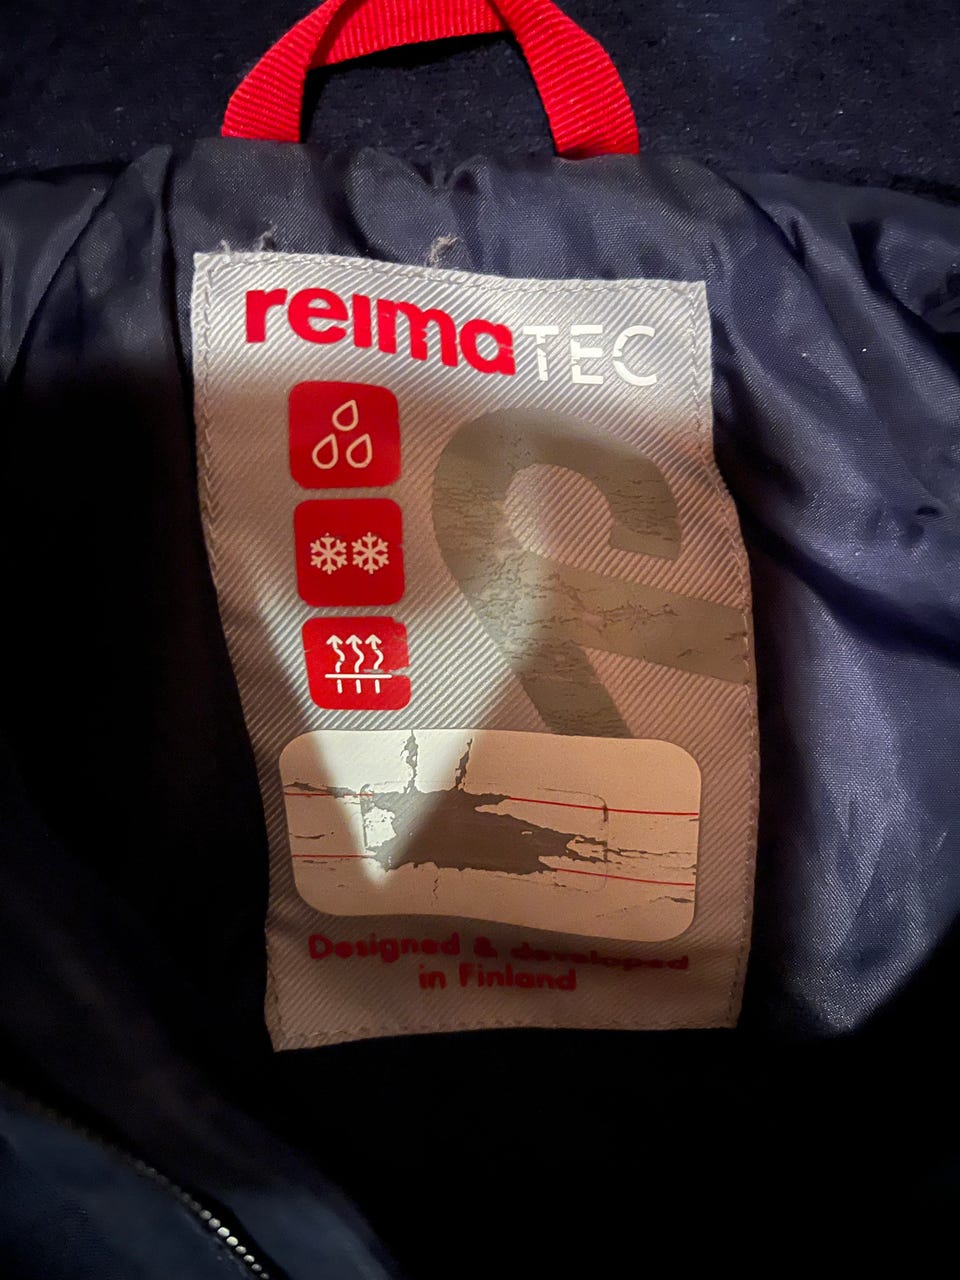 reimaTEC
Designed & developed
in Finland